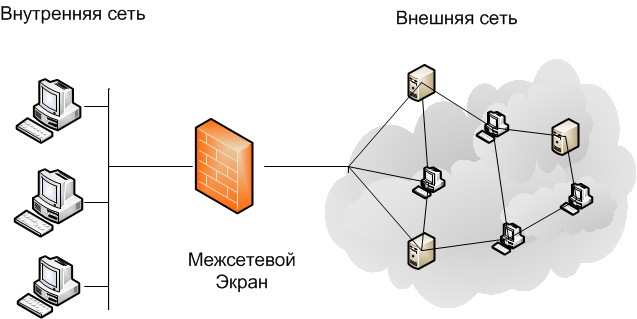 Внутренняя сеть
Внешняя сеть
Межсетевой
Экран